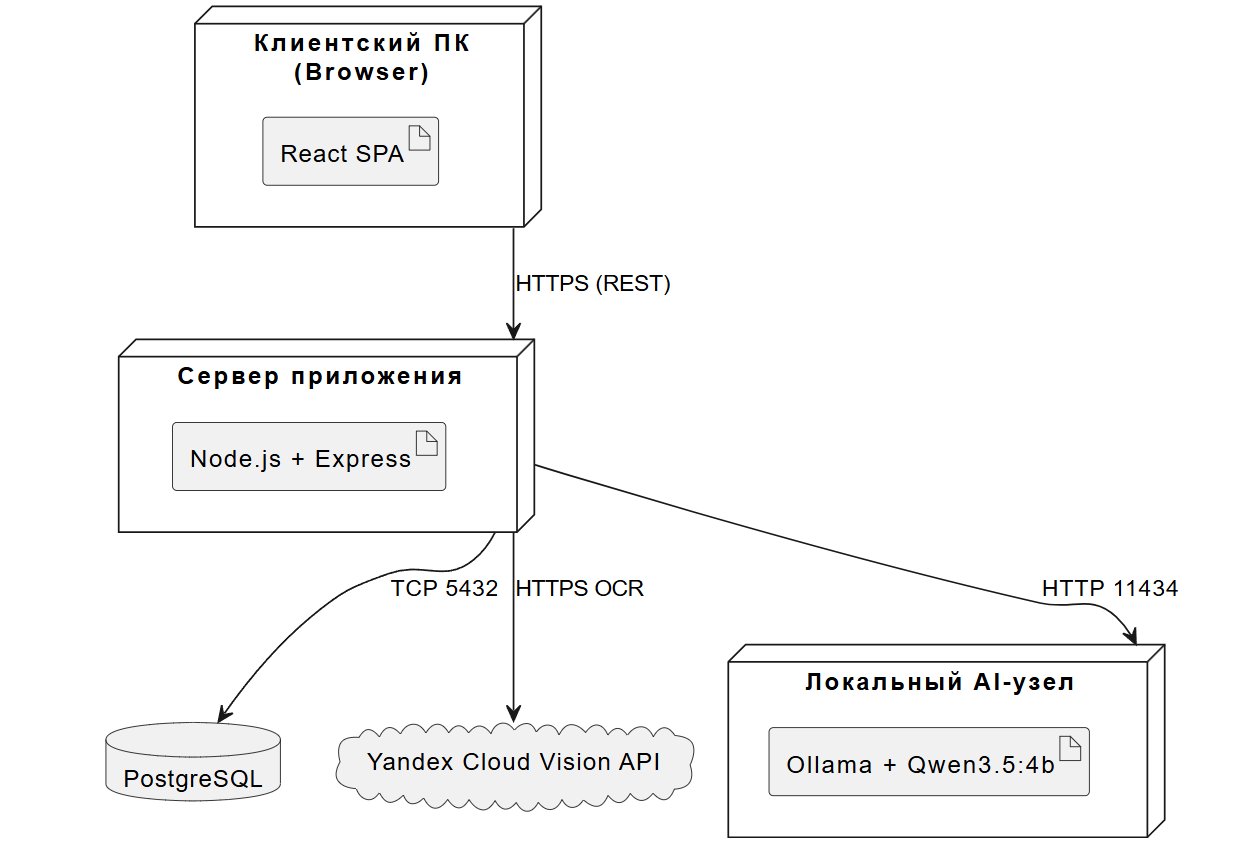 Клиентский ПК
(Browser)
React SPA
HTTPS (REST)
Сервер приложения
Node.js + Express
TCP 5432
HTTPS OCR
HTTP 11434
Локальный AI-узел
PostgreSQL
Yandex Cloud Vision API
Ollama + Qwen3.5:4b